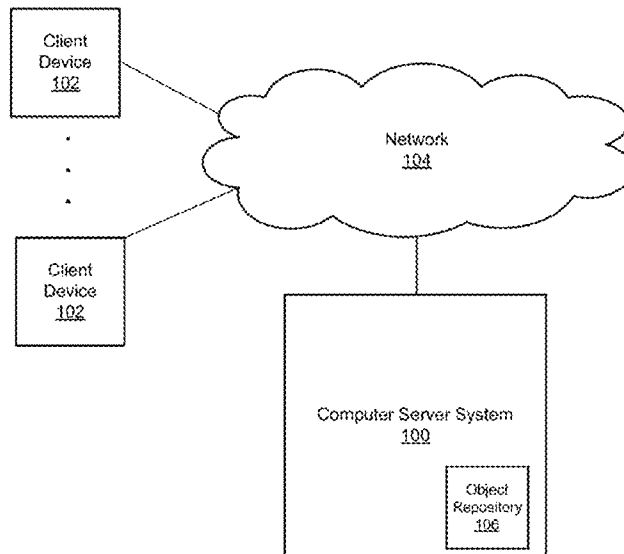 Client
Device
102
Network
104
Client
Device
102
Computer Server System
100
Object
Repository
106